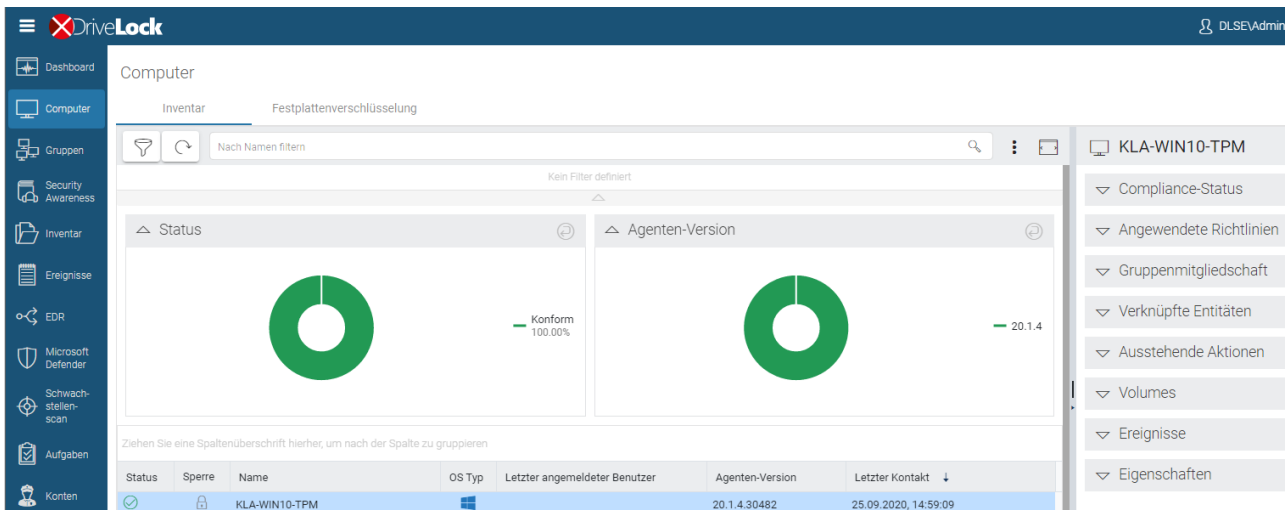 DriveLock
DLSE\Admin
Dashboard
Computer
Gruppen
Security
Awareness
Inventar
Ereignisse
EDR
Microsoft
Defender
Schwach-
stellen-
scan
Aufgaben
Konten
Computer
Inventar Festplattenverschlüsselung
Nach Namen filtern
Kein Filter definiert
Status
Konform
100.00%
Agenten-Version
20.1.4
Ziehen Sie eine Spaltenüberschrift hierher, um nach der Spalte zu gruppieren
Status Sperre Name OS Typ Letzter angemeldeter Benutzer Agenten-Version Letzter Kontakt
KLA-WIN10-TPM 20.1.4.30482 25.09.2020, 14:59:09
KLA-WIN10-TPM
Compliance-Status
Angewendete Richtlinien
Gruppenmitgliedschaft
Verknüpfte Entitäten
Ausstehende Aktionen
Volumes
Ereignisse
Eigenschaften